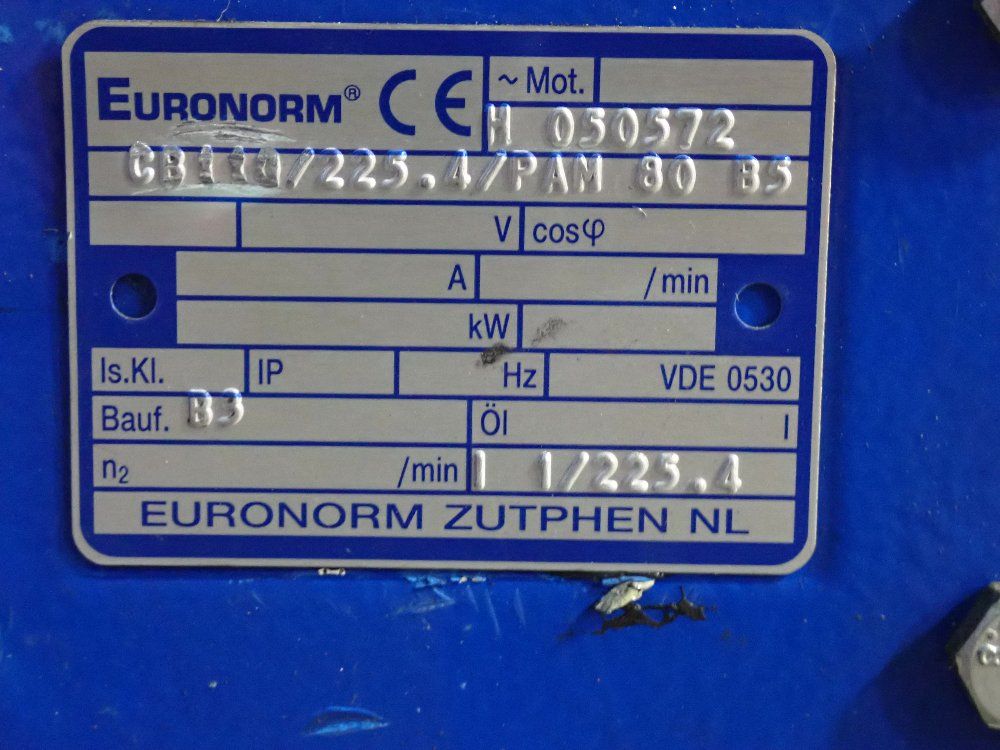 EURONORM® CE ~ Mot.
H 050572
CB110/225.4/PAM 80 B5
V cosφ
A /min
kW
Is.Kl. IP Hz VDE 0530
Bauf. B3 Öl l
n₂ /min I 1/225.4
EURONORM ZUTPHEN NL